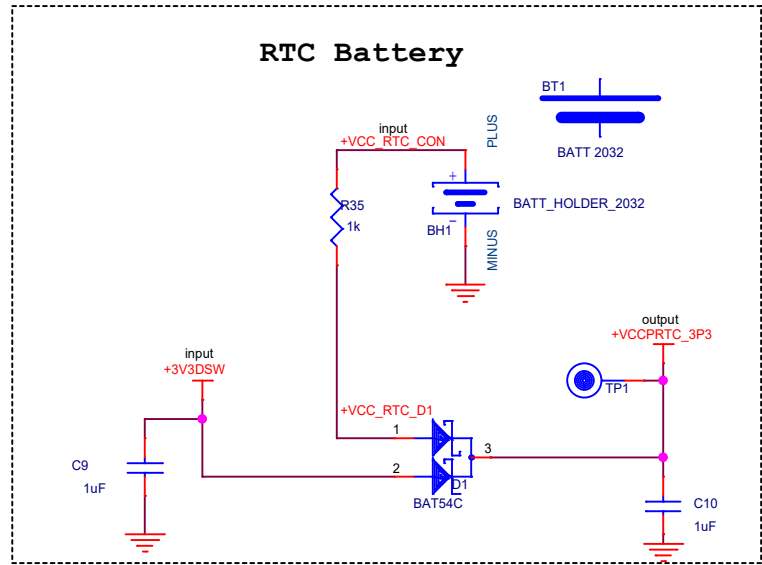 RTC Battery
BT1
BATT 2032
input
+VCC_RTC_CON
PLUS
+
R35
1k
BATT_HOLDER_2032
BH1
−
MINUS
output
+VCCPRTC_3P3
input
+3V3DSW
TP1
+VCC_RTC_D1
1
3
2
C9
1uF
D1
BAT54C
C10
1uF